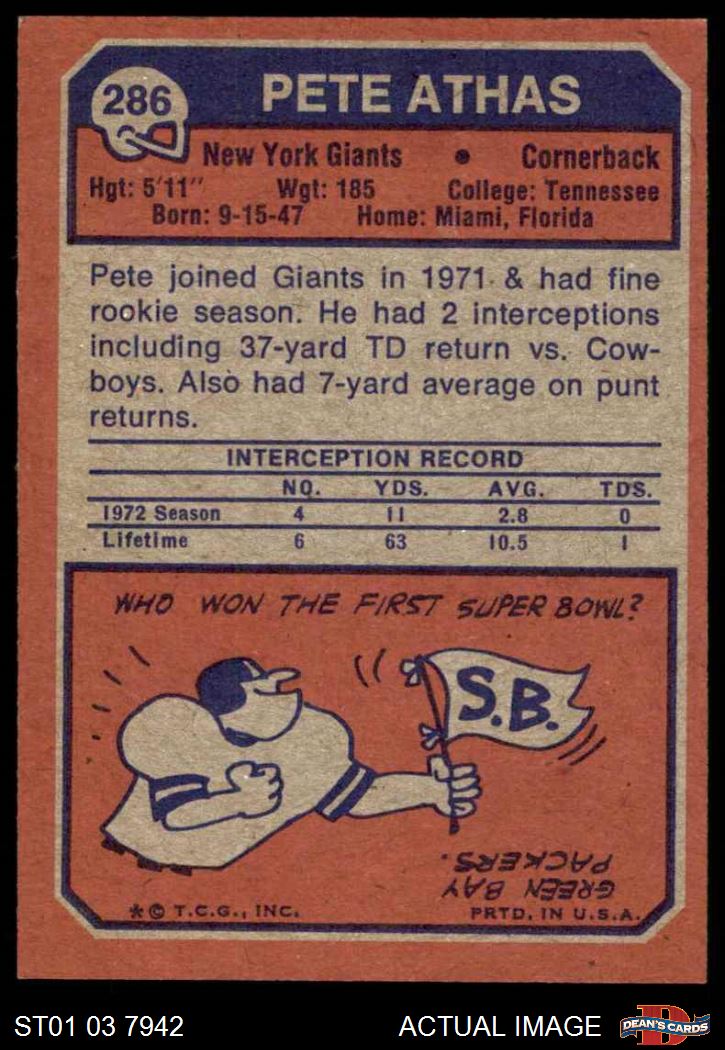 286
PETE ATHAS
New York Giants • Cornerback
Hgt: 5'11" Wgt: 185 College: Tennessee
Born: 9-15-47 Home: Miami, Florida
Pete joined Giants in 1971 & had fine
rookie season. He had 2 interceptions
including 37-yard TD return vs. Cow-
boys. Also had 7-yard average on punt
returns.
INTERCEPTION RECORD
NO. YDS. AVG. TDS.
1972 Season 4 11 2.8 0
Lifetime 6 63 10.5 1
WHO WON THE FIRST SUPER BOWL?
S.B.
GREEN BAY
PACKERS.
*© T.C.G., INC. PRTD. IN U.S.A.
ST01 03 7942 ACTUAL IMAGE D DEAN'S CARDS